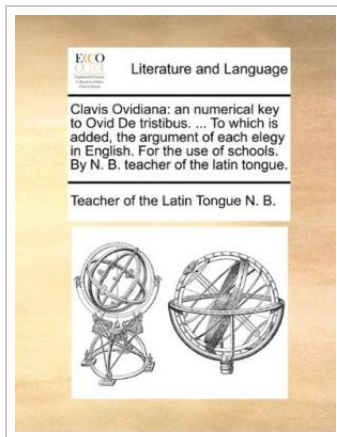 ECCO
Literature and Language
Clavis Ovidiana: an numerical key
to Ovid De tristibus. ... To which is
added, the argument of each elegy
in English. For the use of schools.
By N. B. teacher of the latin tongue.
Teacher of the Latin Tongue N. B.